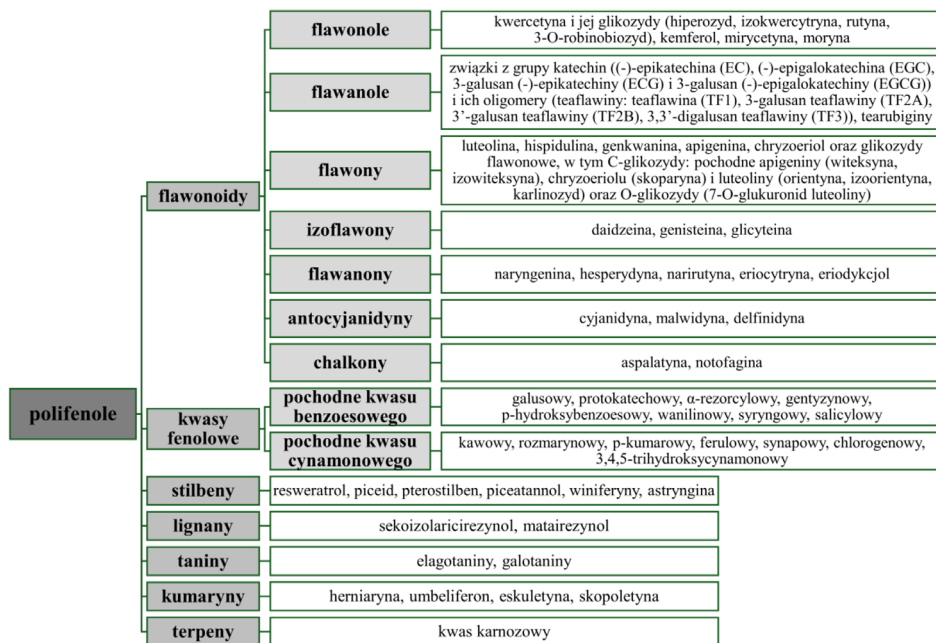 polifenole
flawonoidy
flawonole
kwercetyna i jej glikozydy (hiperozyd, izokwercytryna, rutyna,
3-O-robinobiozyd), kemferol, mirycetyna, moryna
flawanole
związki z grupy katechin ((-)-epikatechina (EC), (-)-epigalokatechina (EGC),
3-galusan (-)-epikatechiny (ECG) i 3-galusan (-)-epigalokatechiny (EGCG))
i ich oligomery (teaflawiny: teaflawina (TF1), 3-galusan teaflawiny (TF2A),
3’-galusan teaflawiny (TF2B), 3,3’-digalusan teaflawiny (TF3)), tearubiginy
flawony
luteolina, hispidulina, genkwanina, apigenina, chryzoeriol oraz glikozydy
flawonowe, w tym C-glikozydy: pochodne apigeniny (witeksyna,
izowiteksyna), chryzoeriolu (skoparyna) i luteoliny (orientyna, izoorientyna,
karlinozyd) oraz O-glikozydy (7-O-glukuronid luteoliny)
izoflawony
daidzeina, genisteina, glicyteina
flawanony
naryngenina, hesperydyna, narirutyna, eriocytryna, eriodykcjol
antocyjanidyny
cyjanidyna, malwidyna, delfinidyna
chalkony
aspalatyna, notofagina
kwasy
fenolowe
pochodne kwasu
benzoesowego
galusowy, protokatechowy, α-rezorcylowy, gentyzynowy,
p-hydroksybenzoesowy, wanilinowy, syryngowy, salicylowy
pochodne kwasu
cynamonowego
kawowy, rozmarynowy, p-kumarowy, ferulowy, synapowy, chlorogenowy,
3,4,5-trihydroksycynamonowy
stilbeny
resweratrol, piceid, pterostilben, piceatannol, winiferyny, astryngina
lignany
sekoizolaricirezynol, matairezynol
taniny
elagotaniny, galotaniny
kumaryny
herniaryna, umbeliferon, eskuletyna, skopoletyna
terpeny
kwas karnozowy